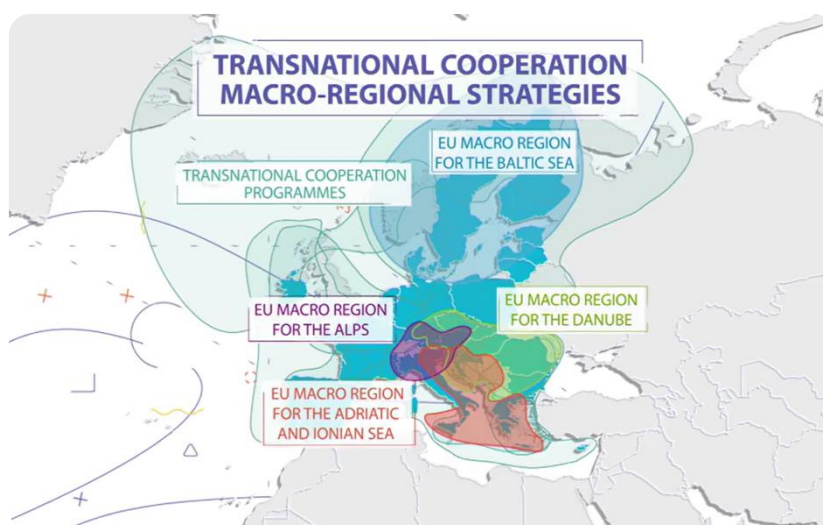 TRANSNATIONAL COOPERATION
MACRO-REGIONAL STRATEGIES
EU MACRO REGION
FOR THE BALTIC SEA
TRANSNATIONAL COOPERATION
PROGRAMMES
EU MACRO REGION
FOR THE ALPS
EU MACRO REGION
FOR THE DANUBE
EU MACRO REGION
FOR THE ADRIATIC
AND IONIAN SEA